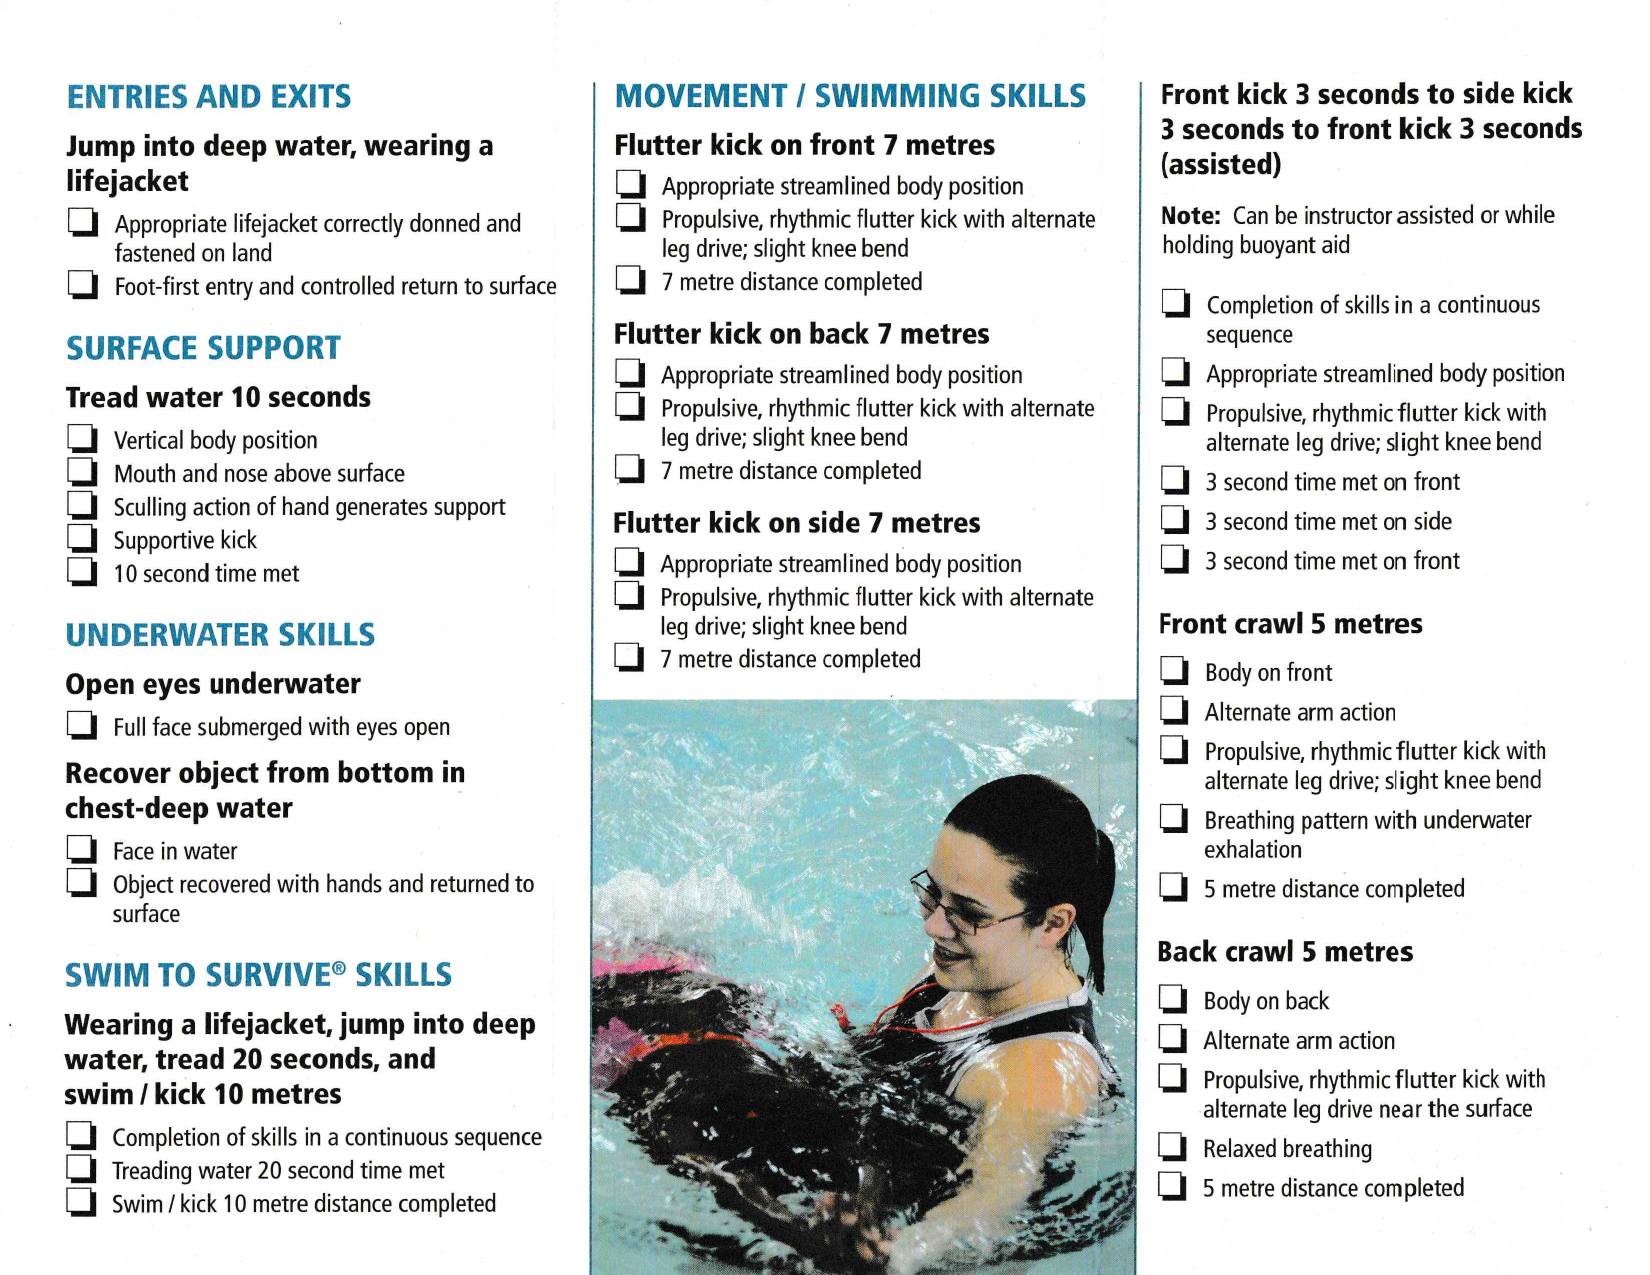 ENTRIES AND EXITS
Jump into deep water, wearing a
lifejacket
Appropriate lifejacket correctly donned and
fastened on land
Foot-first entry and controlled return to surface
SURFACE SUPPORT
Tread water 10 seconds
Vertical body position
Mouth and nose above surface
Sculling action of hand generates support
Supportive kick
10 second time met
UNDERWATER SKILLS
Open eyes underwater
Full face submerged with eyes open
Recover object from bottom in
chest-deep water
Face in water
Object recovered with hands and returned to
surface
SWIM TO SURVIVE® SKILLS
Wearing a lifejacket, jump into deep
water, tread 20 seconds, and
swim / kick 10 metres
Completion of skills in a continuous sequence
Treading water 20 second time met
Swim / kick 10 metre distance completed
MOVEMENT / SWIMMING SKILLS
Flutter kick on front 7 metres
Appropriate streamlined body position
Propulsive, rhythmic flutter kick with alternate
leg drive; slight knee bend
7 metre distance completed
Flutter kick on back 7 metres
Appropriate streamlined body position
Propulsive, rhythmic flutter kick with alternate
leg drive; slight knee bend
7 metre distance completed
Flutter kick on side 7 metres
Appropriate streamlined body position
Propulsive, rhythmic flutter kick with alternate
leg drive; slight knee bend
7 metre distance completed
Front kick 3 seconds to side kick
3 seconds to front kick 3 seconds
(assisted)
Note: Can be instructor assisted or while
holding buoyant aid
Completion of skills in a continuous
sequence
Appropriate streamlined body position
Propulsive, rhythmic flutter kick with
alternate leg drive; slight knee bend
3 second time met on front
3 second time met on side
3 second time met on front
Front crawl 5 metres
Body on front
Alternate arm action
Propulsive, rhythmic flutter kick with
alternate leg drive; slight knee bend
Breathing pattern with underwater
exhalation
5 metre distance completed
Back crawl 5 metres
Body on back
Alternate arm action
Propulsive, rhythmic flutter kick with
alternate leg drive near the surface
Relaxed breathing
5 metre distance completed